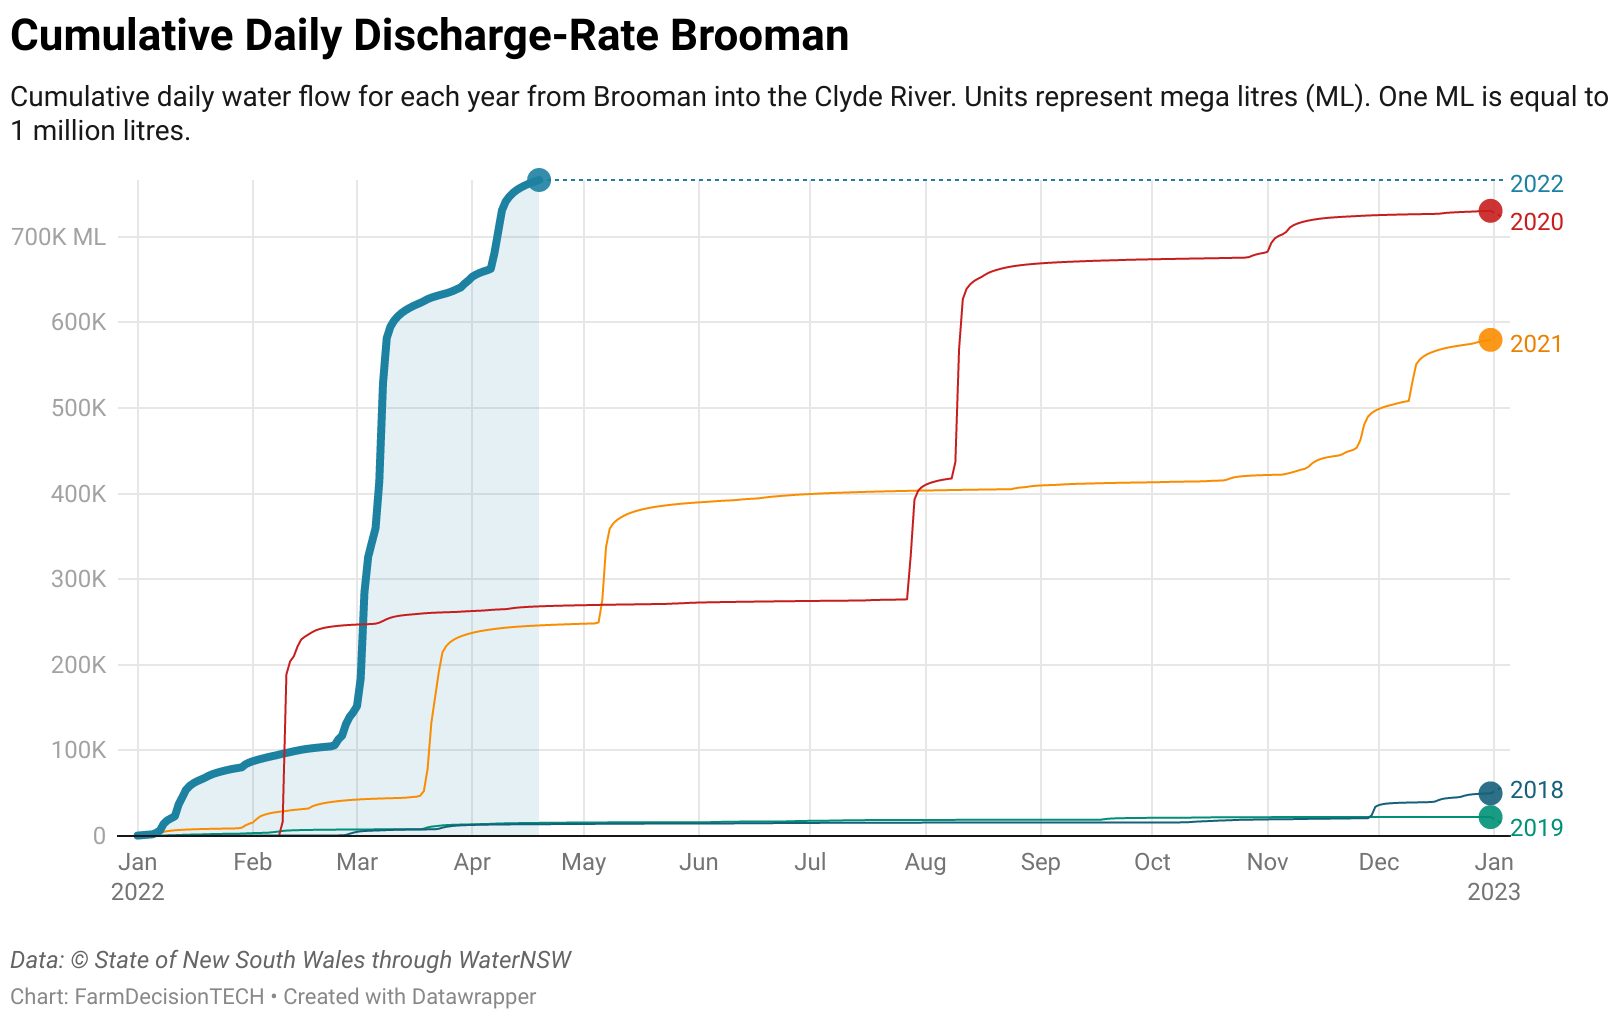 Cumulative Daily Discharge-Rate Brooman
Cumulative daily water flow for each year from Brooman into the Clyde River. Units represent mega litres (ML). One ML is equal to
1 million litres.
2022
2020
700K ML
600K
2021
500K
400K
300K
200K
100K
2018
0
2019
Jan Feb Mar Apr May Jun Jul Aug Sep Oct Nov Dec Jan
2022 2023
Data: © State of New South Wales through WaterNSW
Chart: FarmDecisionTECH • Created with Datawrapper